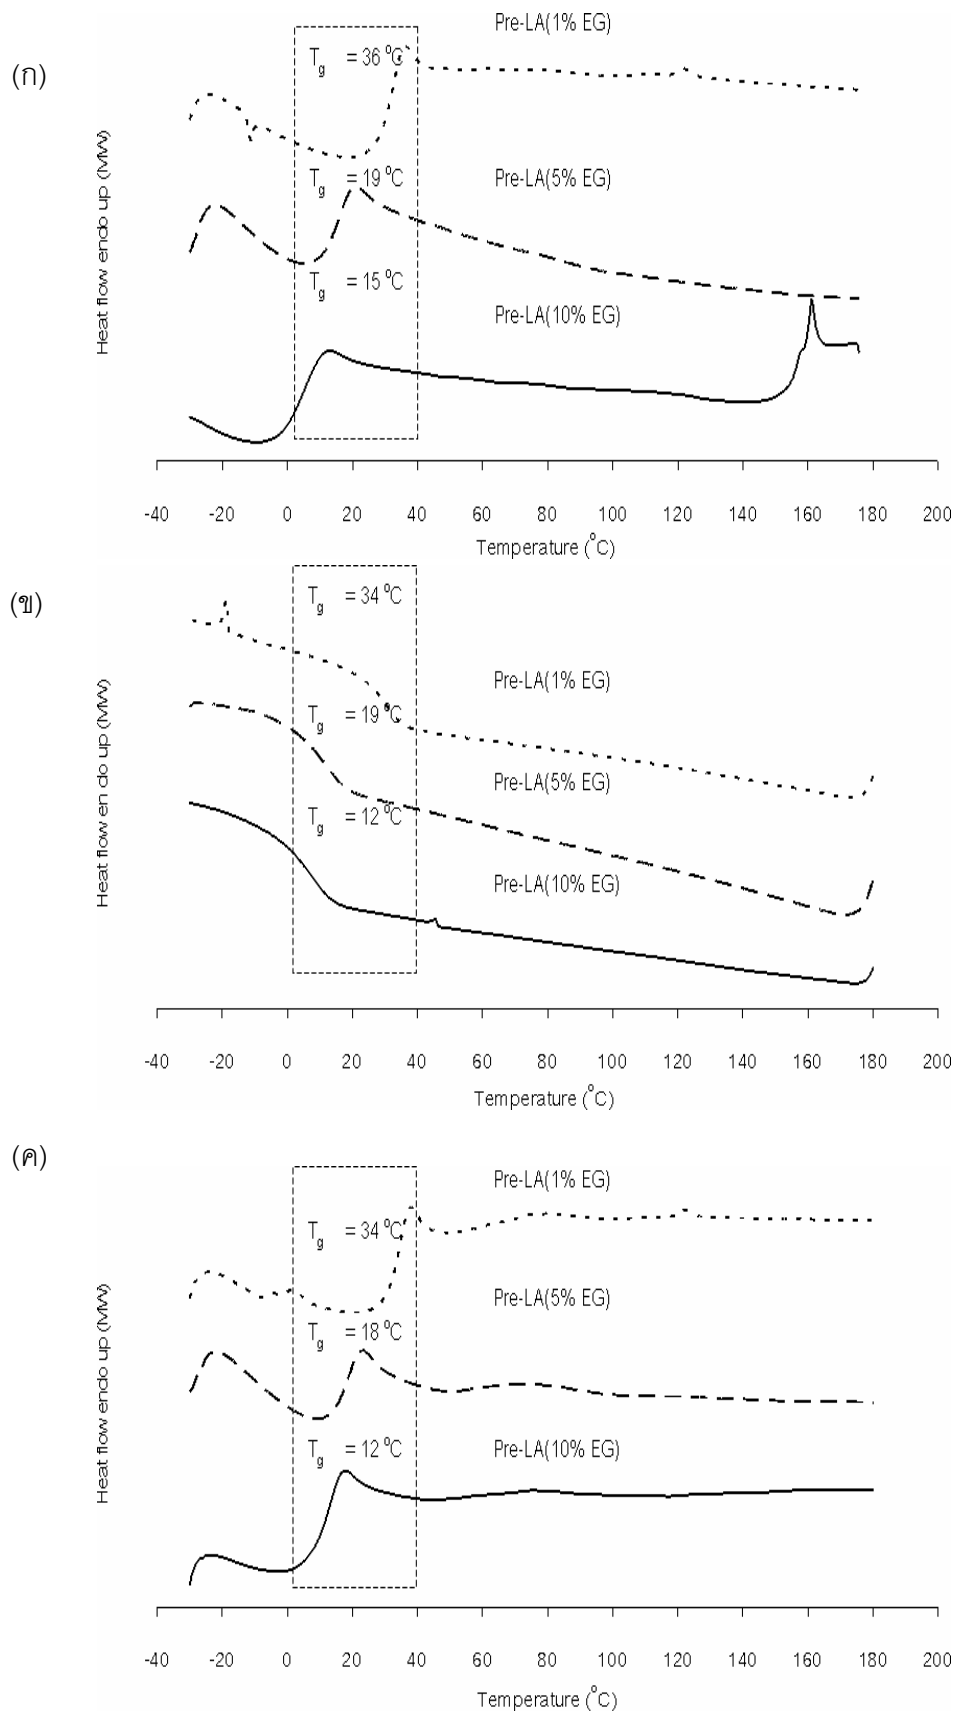 (ก)
Pre-LA(1% EG)
Tg = 36 °C
Tg = 19 °C
Pre-LA(5% EG)
Tg = 15 °C
Pre-LA(10% EG)
Heat flow endo up (MW)
-40 -20 0 20 40 60 80 100 120 140 160 180 200
Temperature (°C)
(ข)
Tg = 34 °C
Pre-LA(1% EG)
Tg = 19 °C
Pre-LA(5% EG)
Tg = 12 °C
Pre-LA(10% EG)
Heat flow en do up (MW)
-40 -20 0 20 40 60 80 100 120 140 160 180 200
Temperature (°C)
(ค)
Pre-LA(1% EG)
Tg = 34 °C
Pre-LA(5% EG)
Tg = 18 °C
Tg = 12 °C
Pre-LA(10% EG)
Heat flow endo up (MW)
-40 -20 0 20 40 60 80 100 120 140 160 180 200
Temperature (°C)